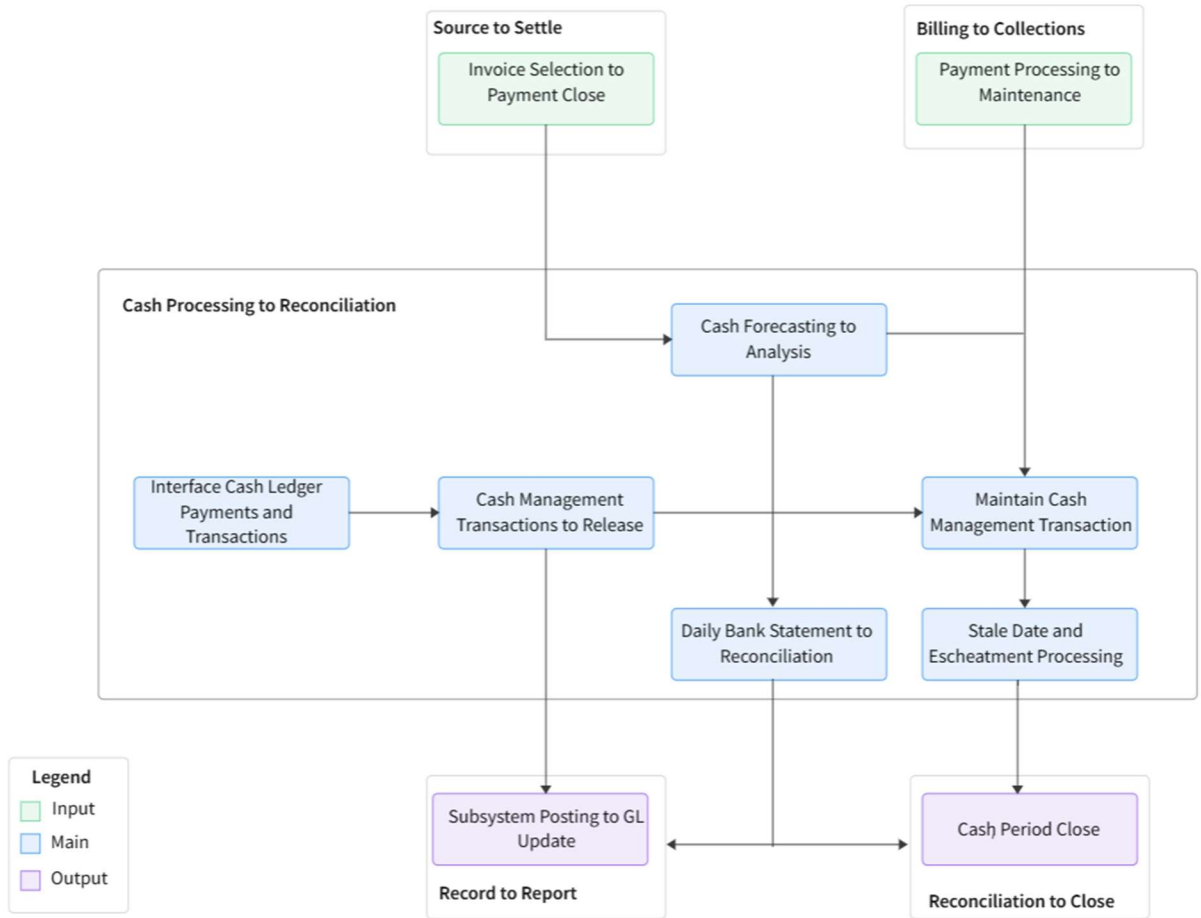 Source to Settle
Invoice Selection to
Payment Close
Billing to Collections
Payment Processing to
Maintenance
Cash Processing to Reconciliation
Cash Forecasting to
Analysis
Interface Cash Ledger
Payments and
Transactions
Cash Management
Transactions to Release
Maintain Cash
Management Transaction
Daily Bank Statement to
Reconciliation
Stale Date and
Escheatment Processing
Legend
Input
Main
Output
Subsystem Posting to GL
Update
Record to Report
Cash Period Close
Reconciliation to Close